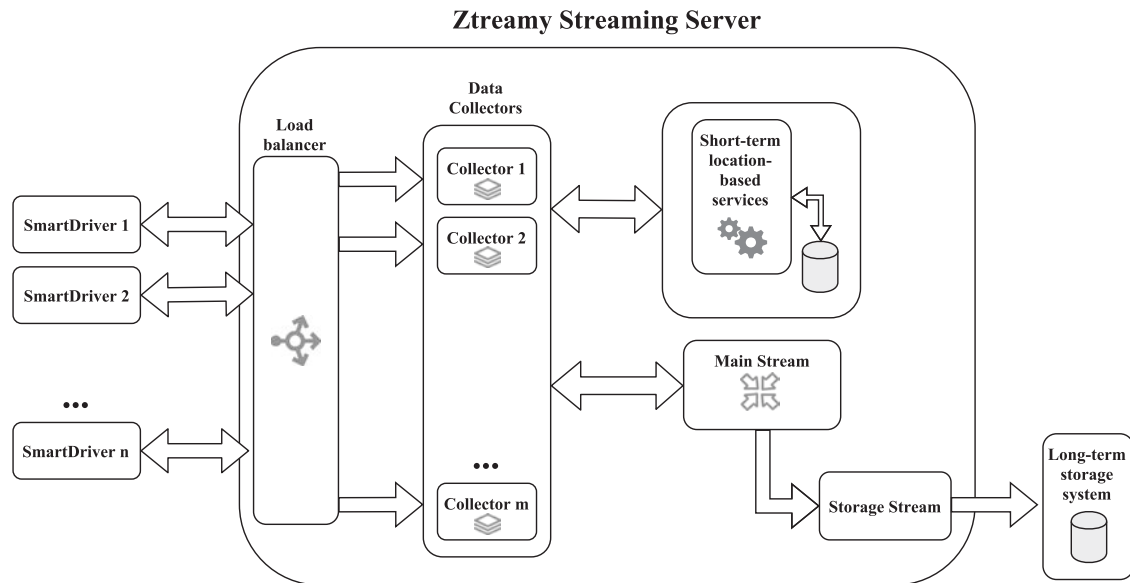 Ztreamy Streaming Server
Data
Collectors
Load
balancer
SmartDriver 1
SmartDriver 2
•••
SmartDriver n
Collector 1
Collector 2
•••
Collector m
Short-term
location-
based
services
Main Stream
Storage Stream
Long-term
storage
system